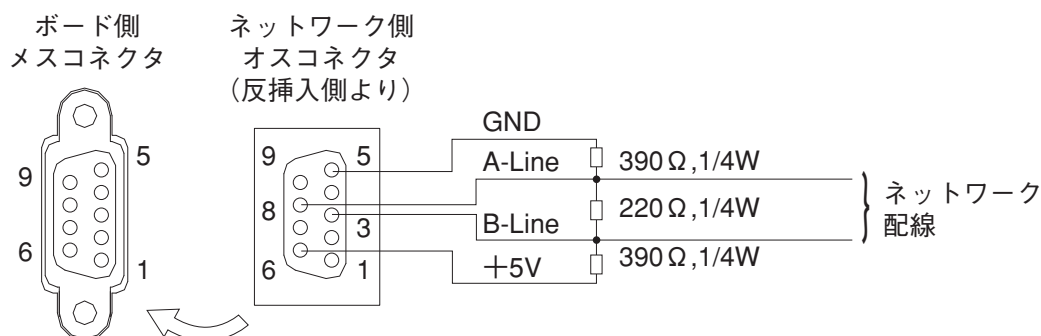 ボード側
メスコネクタ
ネットワーク側
オスコネクタ
（反挿入側より）
9
5
6
1
9
5
8
3
6
1
GND
A-Line
B-Line
＋5V
390Ω,1/4W
220Ω,1/4W
390Ω,1/4W
ネットワーク
配線